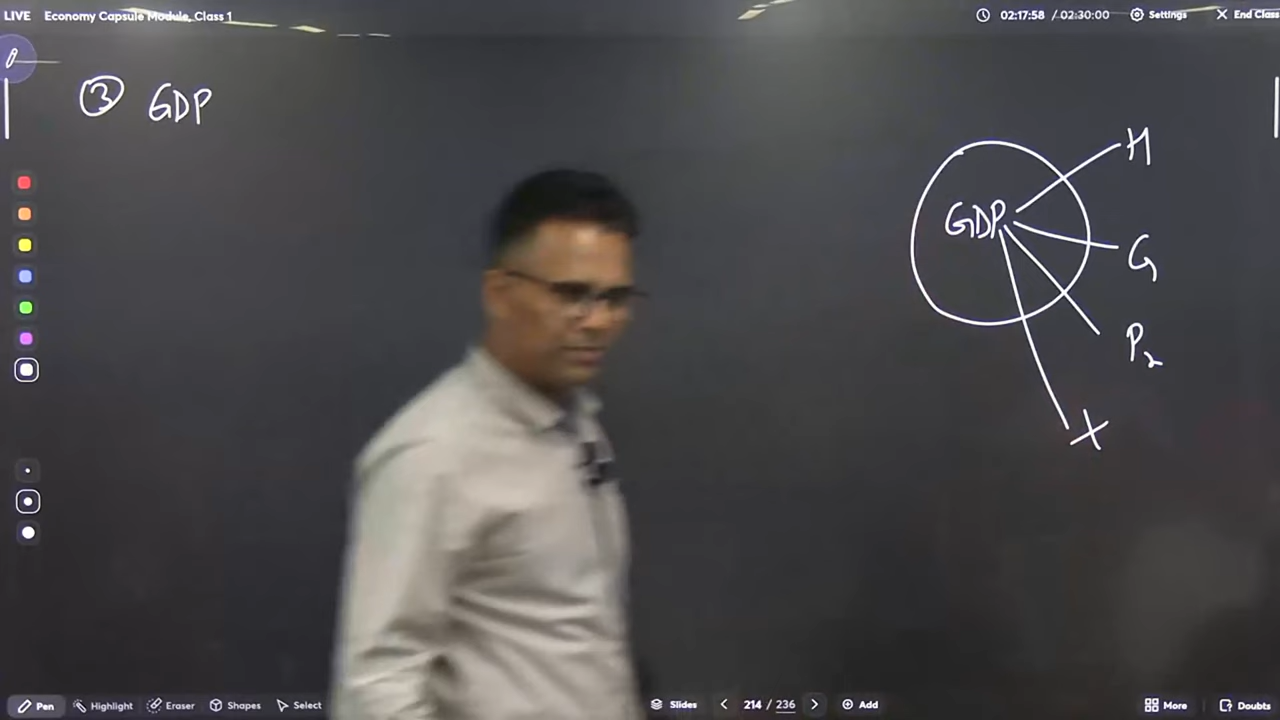 LIVE Economy Capsule Module, Class 1
02:17:58 / 02:30:00 Settings End Class
③ GDP
H
GDP
G
P₂
X
Pen Highlight Eraser Shapes Select Slides 214 / 236 Add More Doubts